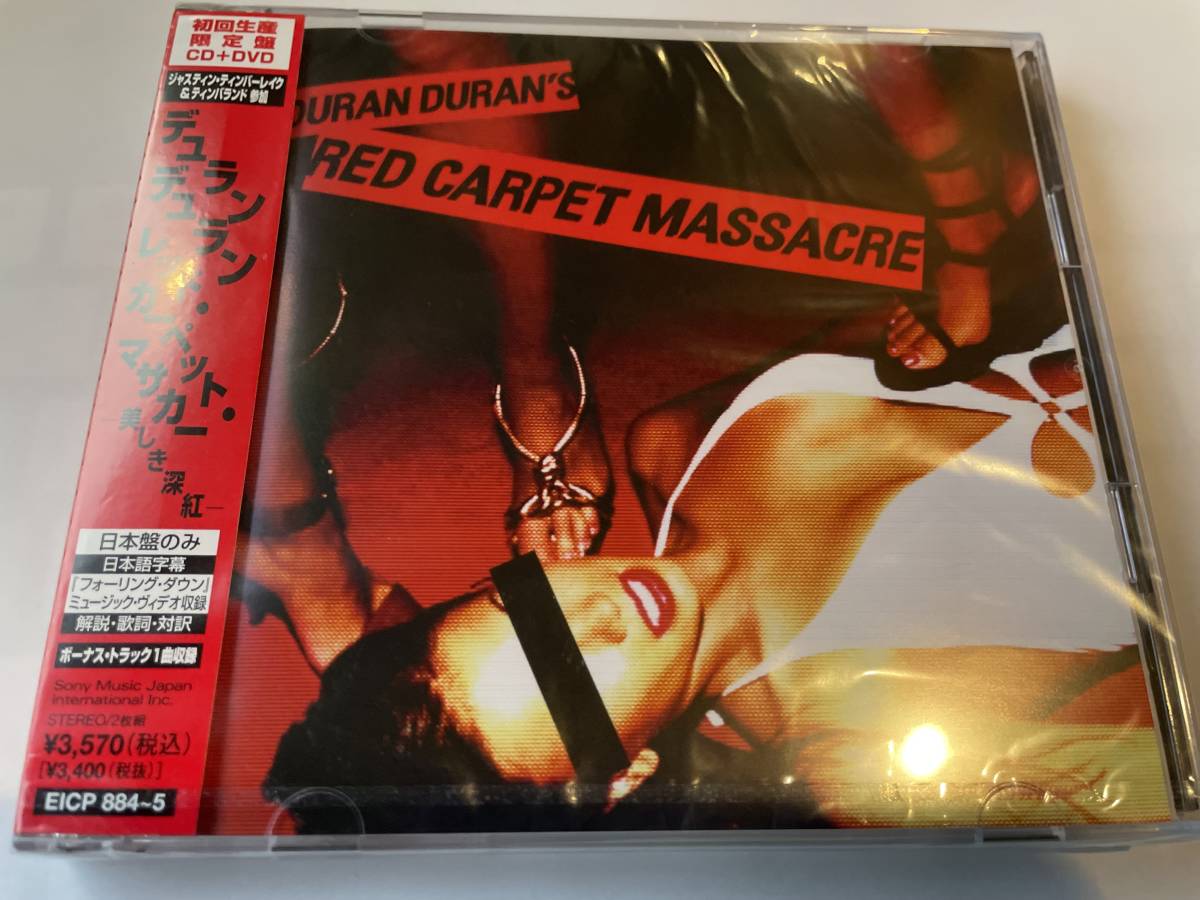 初回生産
限定盤
CD+DVD
ジャスティン・ティンバーレイク
&ティンバランド 参加
デュラン・デュラン
レッド・カーペット・
マサカー
―美しき深紅―
日本盤のみ
日本語字幕
『フォーリング・ダウン』
ミュージック・ヴィデオ収録
解説・歌詞・対訳
ボーナス・トラック1曲収録
Sony Music Japan
International Inc.
STEREO/2枚組
¥3,570(税込)
[¥3,400(税抜)]
EICP 884~5
DURAN DURAN'S
RED CARPET MASSACRE